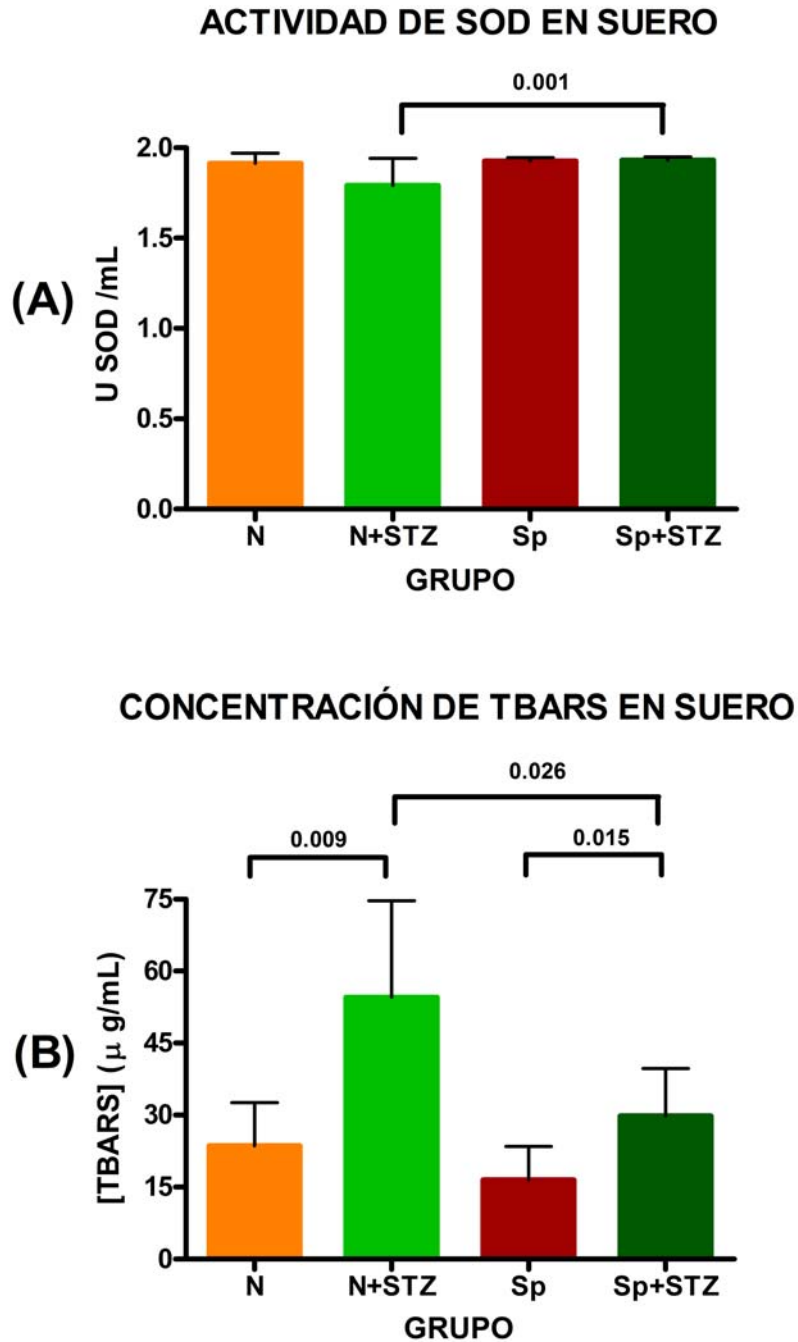 ACTIVIDAD DE SOD EN SUERO
0.001
2.0
1.5
1.0
0.5
0.0
(A)
U SOD /mL
N N+STZ Sp Sp+STZ
GRUPO
CONCENTRACIÓN DE TBARS EN SUERO
0.026
0.009 0.015
75
60
45
30
15
0
(B)
[TBARS] (μ g/mL)
N N+STZ Sp Sp+STZ
GRUPO